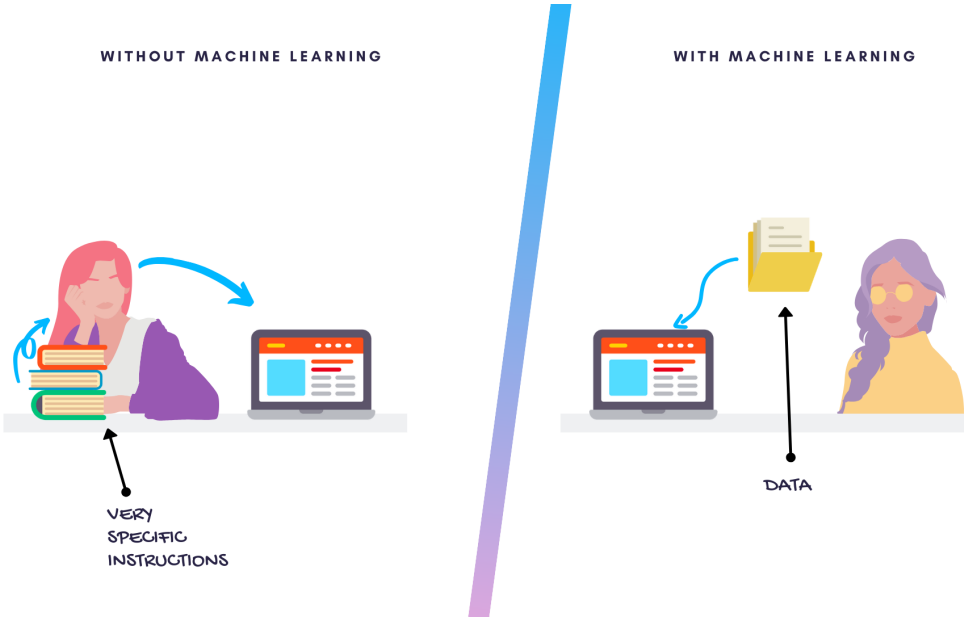 WITHOUT MACHINE LEARNING
WITH MACHINE LEARNING
VERY
SPECIFIC
INSTRUCTIONS
DATA